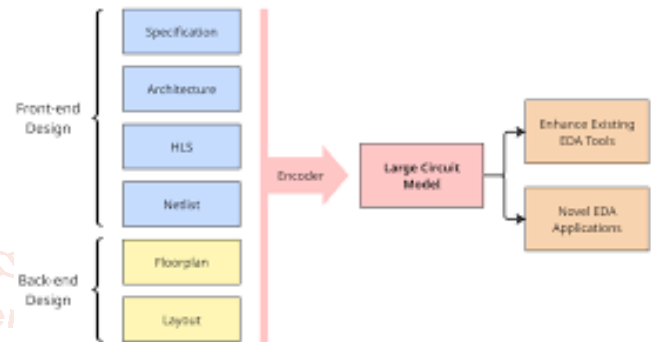 Specification
Architecture
Front-end
Design
HLS
Netlist
Back-end
Design
Floorplan
Layout
Encoder
Large Circuit
Model
Enhance Existing
EDA Tools
Novel EDA
Applications